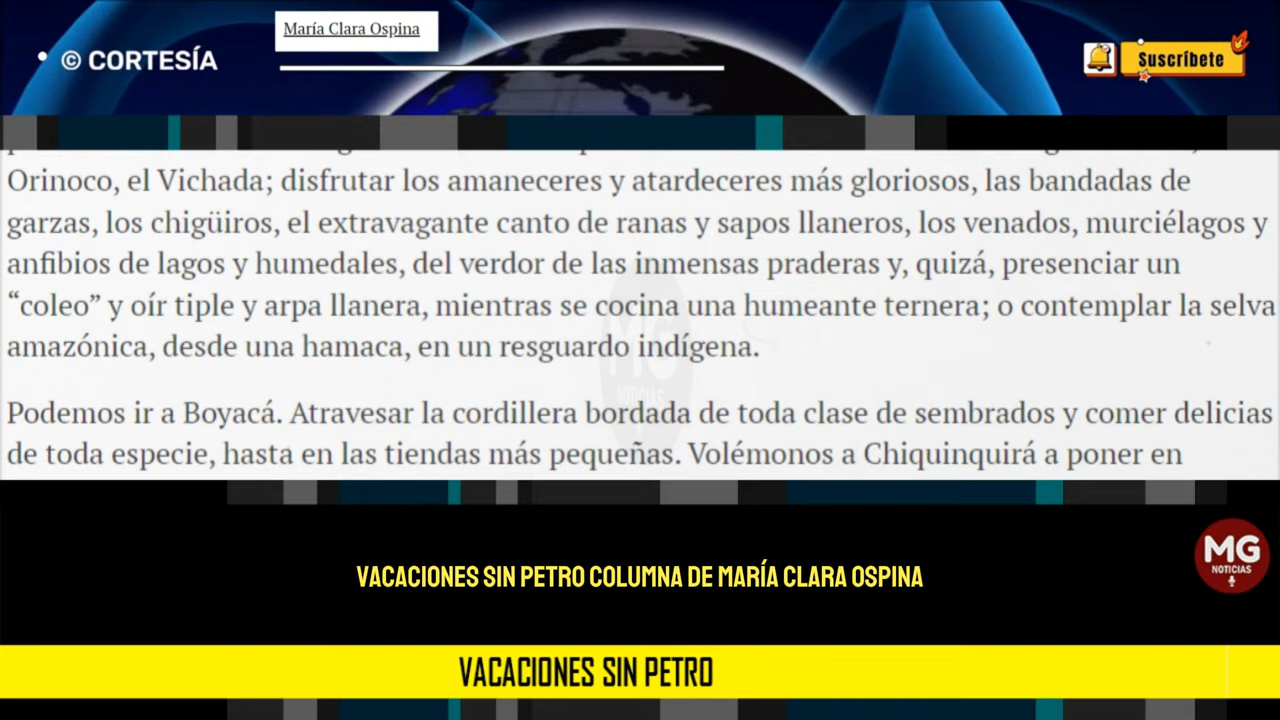 María Clara Ospina
© CORTESÍA
Suscríbete
Orinoco, el Vichada; disfrutar los amaneceres y atardeceres más gloriosos, las bandadas de
garzas, los chigüiros, el extravagante canto de ranas y sapos llaneros, los venados, murciélagos y
anfibios de lagos y humedales, del verdor de las inmensas praderas y, quizá, presenciar un
“coleo” y oír tiple y arpa llanera, mientras se cocina una humeante ternera; o contemplar la selva
amazónica, desde una hamaca, en un resguardo indígena.
Podemos ir a Boyacá. Atravesar la cordillera bordada de toda clase de sembrados y comer delicias
de toda especie, hasta en las tiendas más pequeñas. Volémonos a Chiquinquirá a poner en
MG
NOTICIAS
VACACIONES SIN PETRO COLUMNA DE MARÍA CLARA OSPINA
MG
NOTICIAS
VACACIONES SIN PETRO